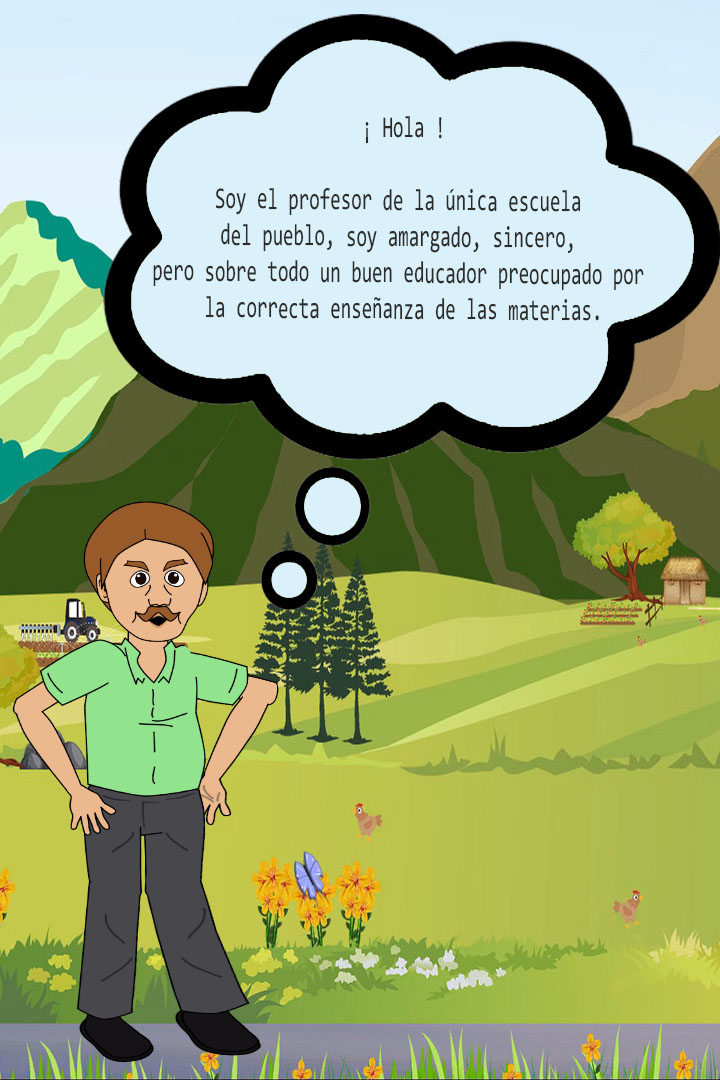 ¡ Hola !
Soy el profesor de la única escuela
del pueblo, soy amargado, sincero,
pero sobre todo un buen educador preocupado por
la correcta enseñanza de las materias.